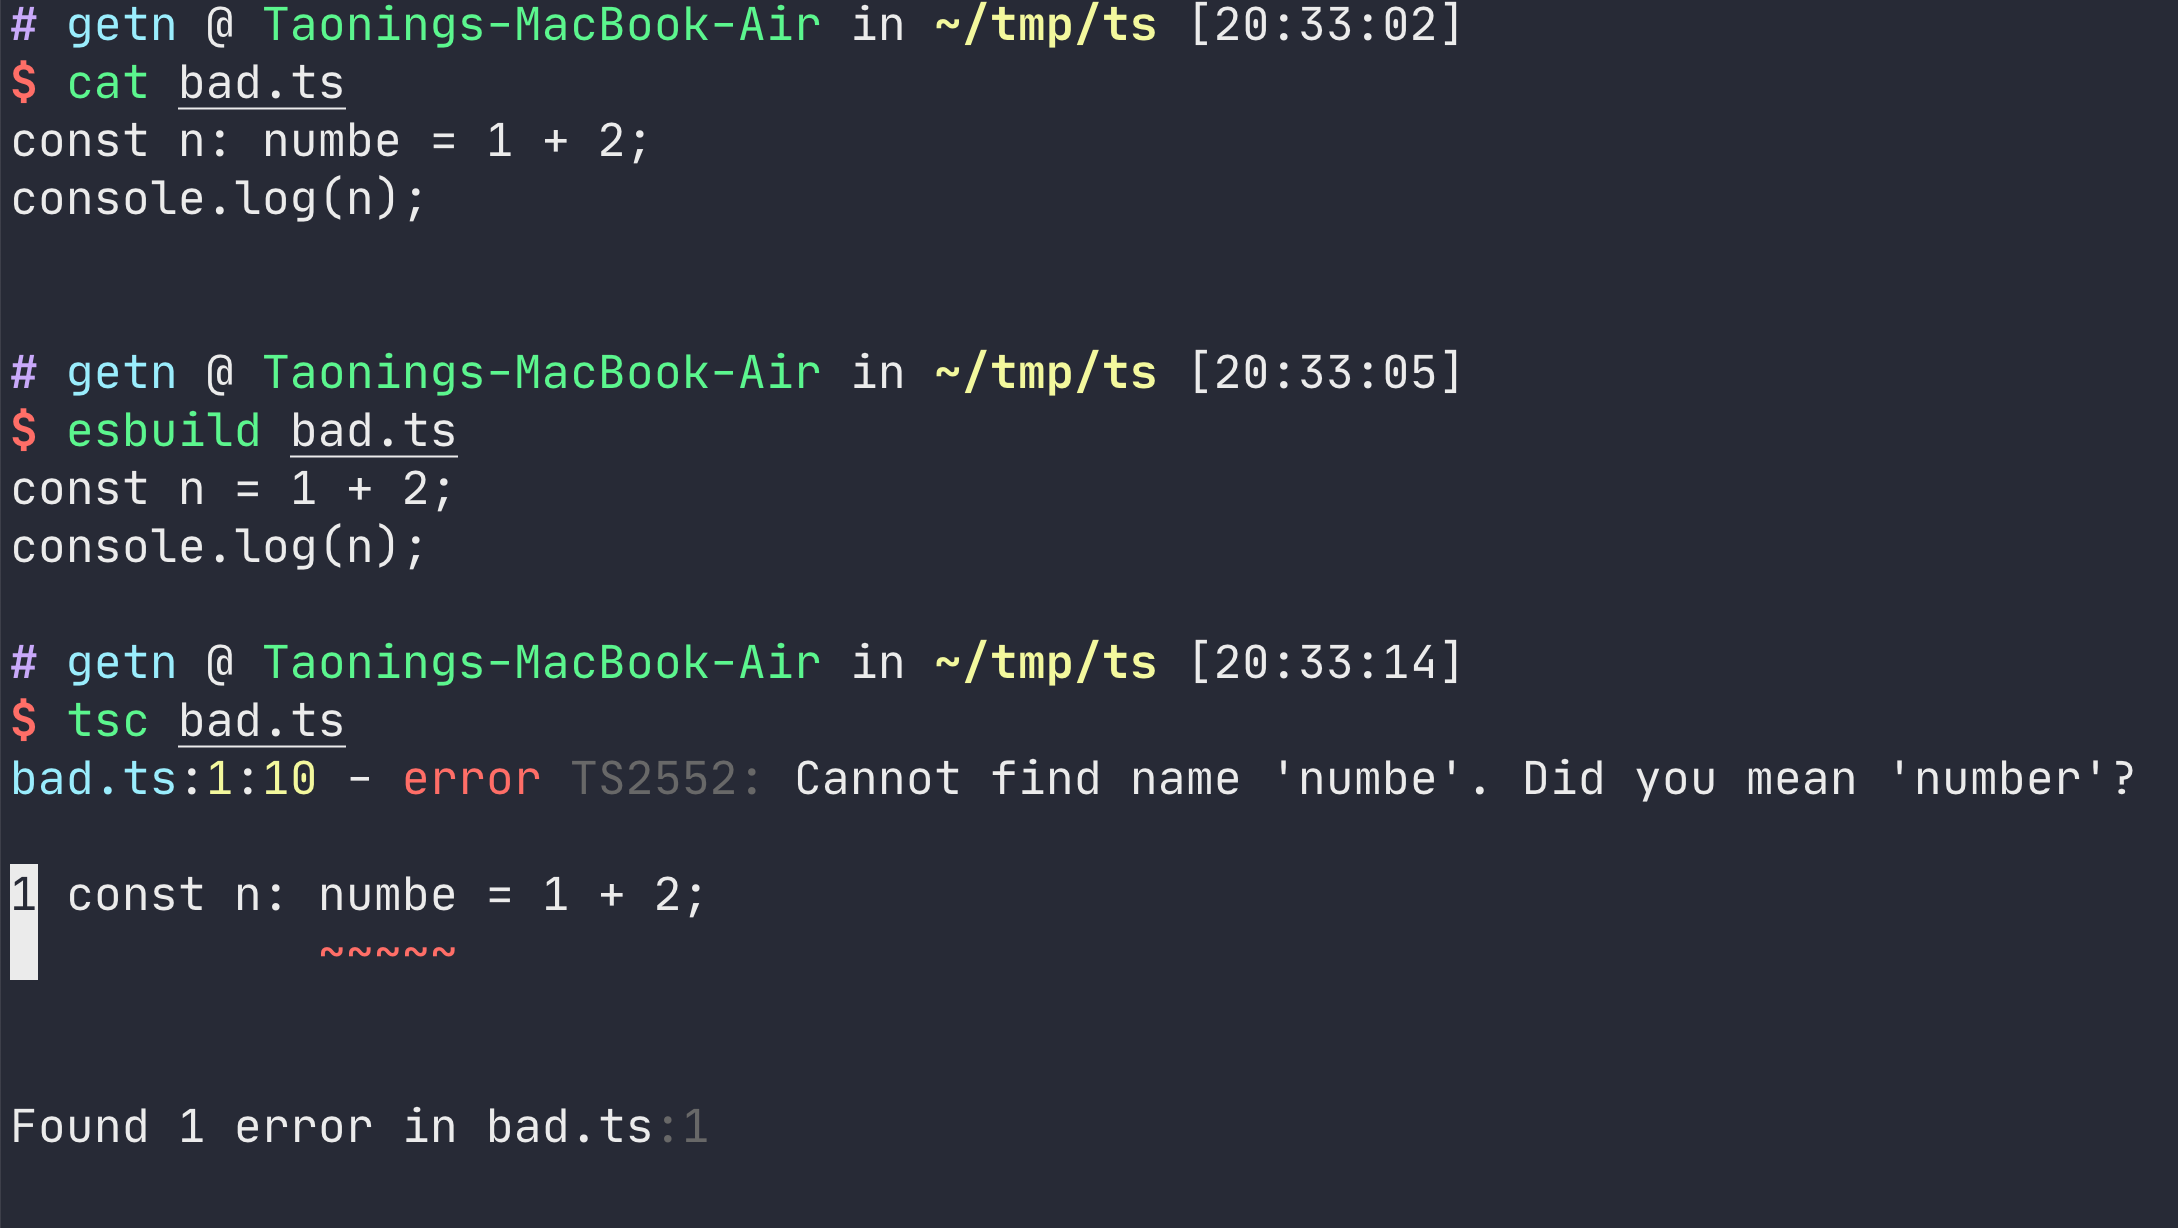 # getn @ Taonings-MacBook-Air in ~/tmp/ts [20:33:02]
$ cat bad.ts
const n: numbe = 1 + 2;
console.log(n);
# getn @ Taonings-MacBook-Air in ~/tmp/ts [20:33:05]
$ esbuild bad.ts
const n = 1 + 2;
console.log(n);
# getn @ Taonings-MacBook-Air in ~/tmp/ts [20:33:14]
$ tsc bad.ts
bad.ts:1:10 - error TS2552: Cannot find name 'numbe'. Did you mean 'number'?
1 const n: numbe = 1 + 2;
~~~~~
Found 1 error in bad.ts:1